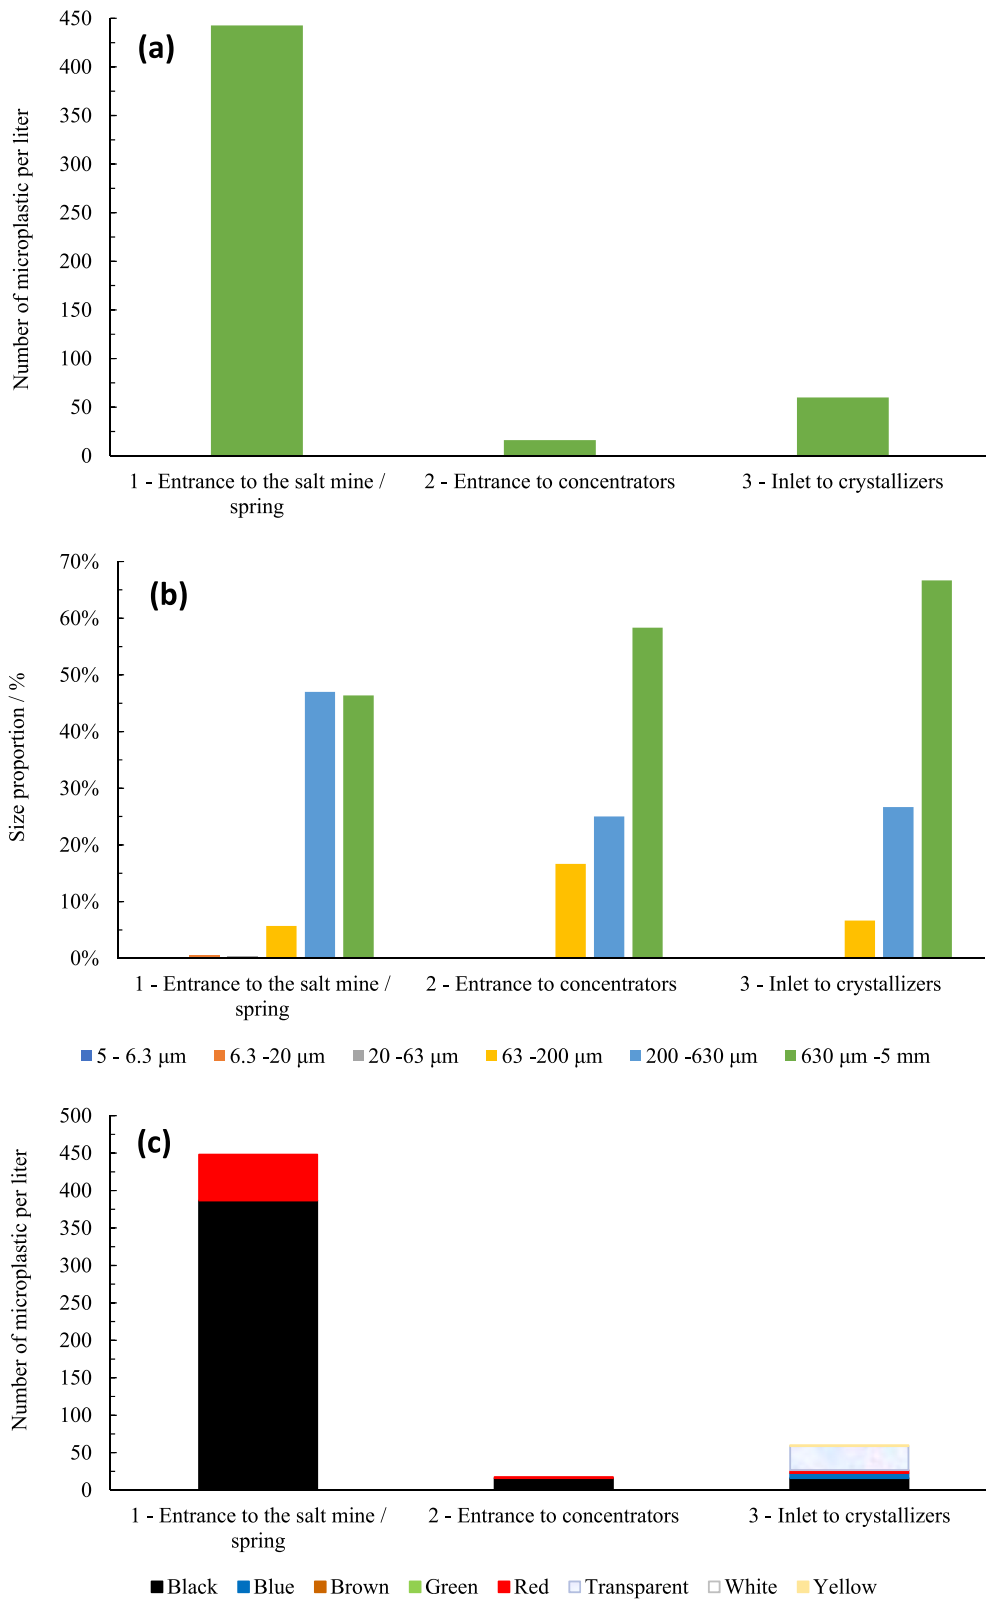 (a)
Number of microplastic per liter
450
400
350
300
250
200
150
100
50
0
1 - Entrance to the salt mine /
spring
2 - Entrance to concentrators
3 - Inlet to crystallizers
(b)
Size proportion / %
70%
60%
50%
40%
30%
20%
10%
0%
1 - Entrance to the salt mine /
spring
2 - Entrance to concentrators
3 - Inlet to crystallizers
5 - 6.3 μm 6.3 -20 μm 20 -63 μm 63 -200 μm 200 -630 μm 630 μm -5 mm
(c)
Number of microplastic per liter
500
450
400
350
300
250
200
150
100
50
0
1 - Entrance to the salt mine /
spring
2 - Entrance to concentrators
3 - Inlet to crystallizers
Black Blue Brown Green Red Transparent White Yellow